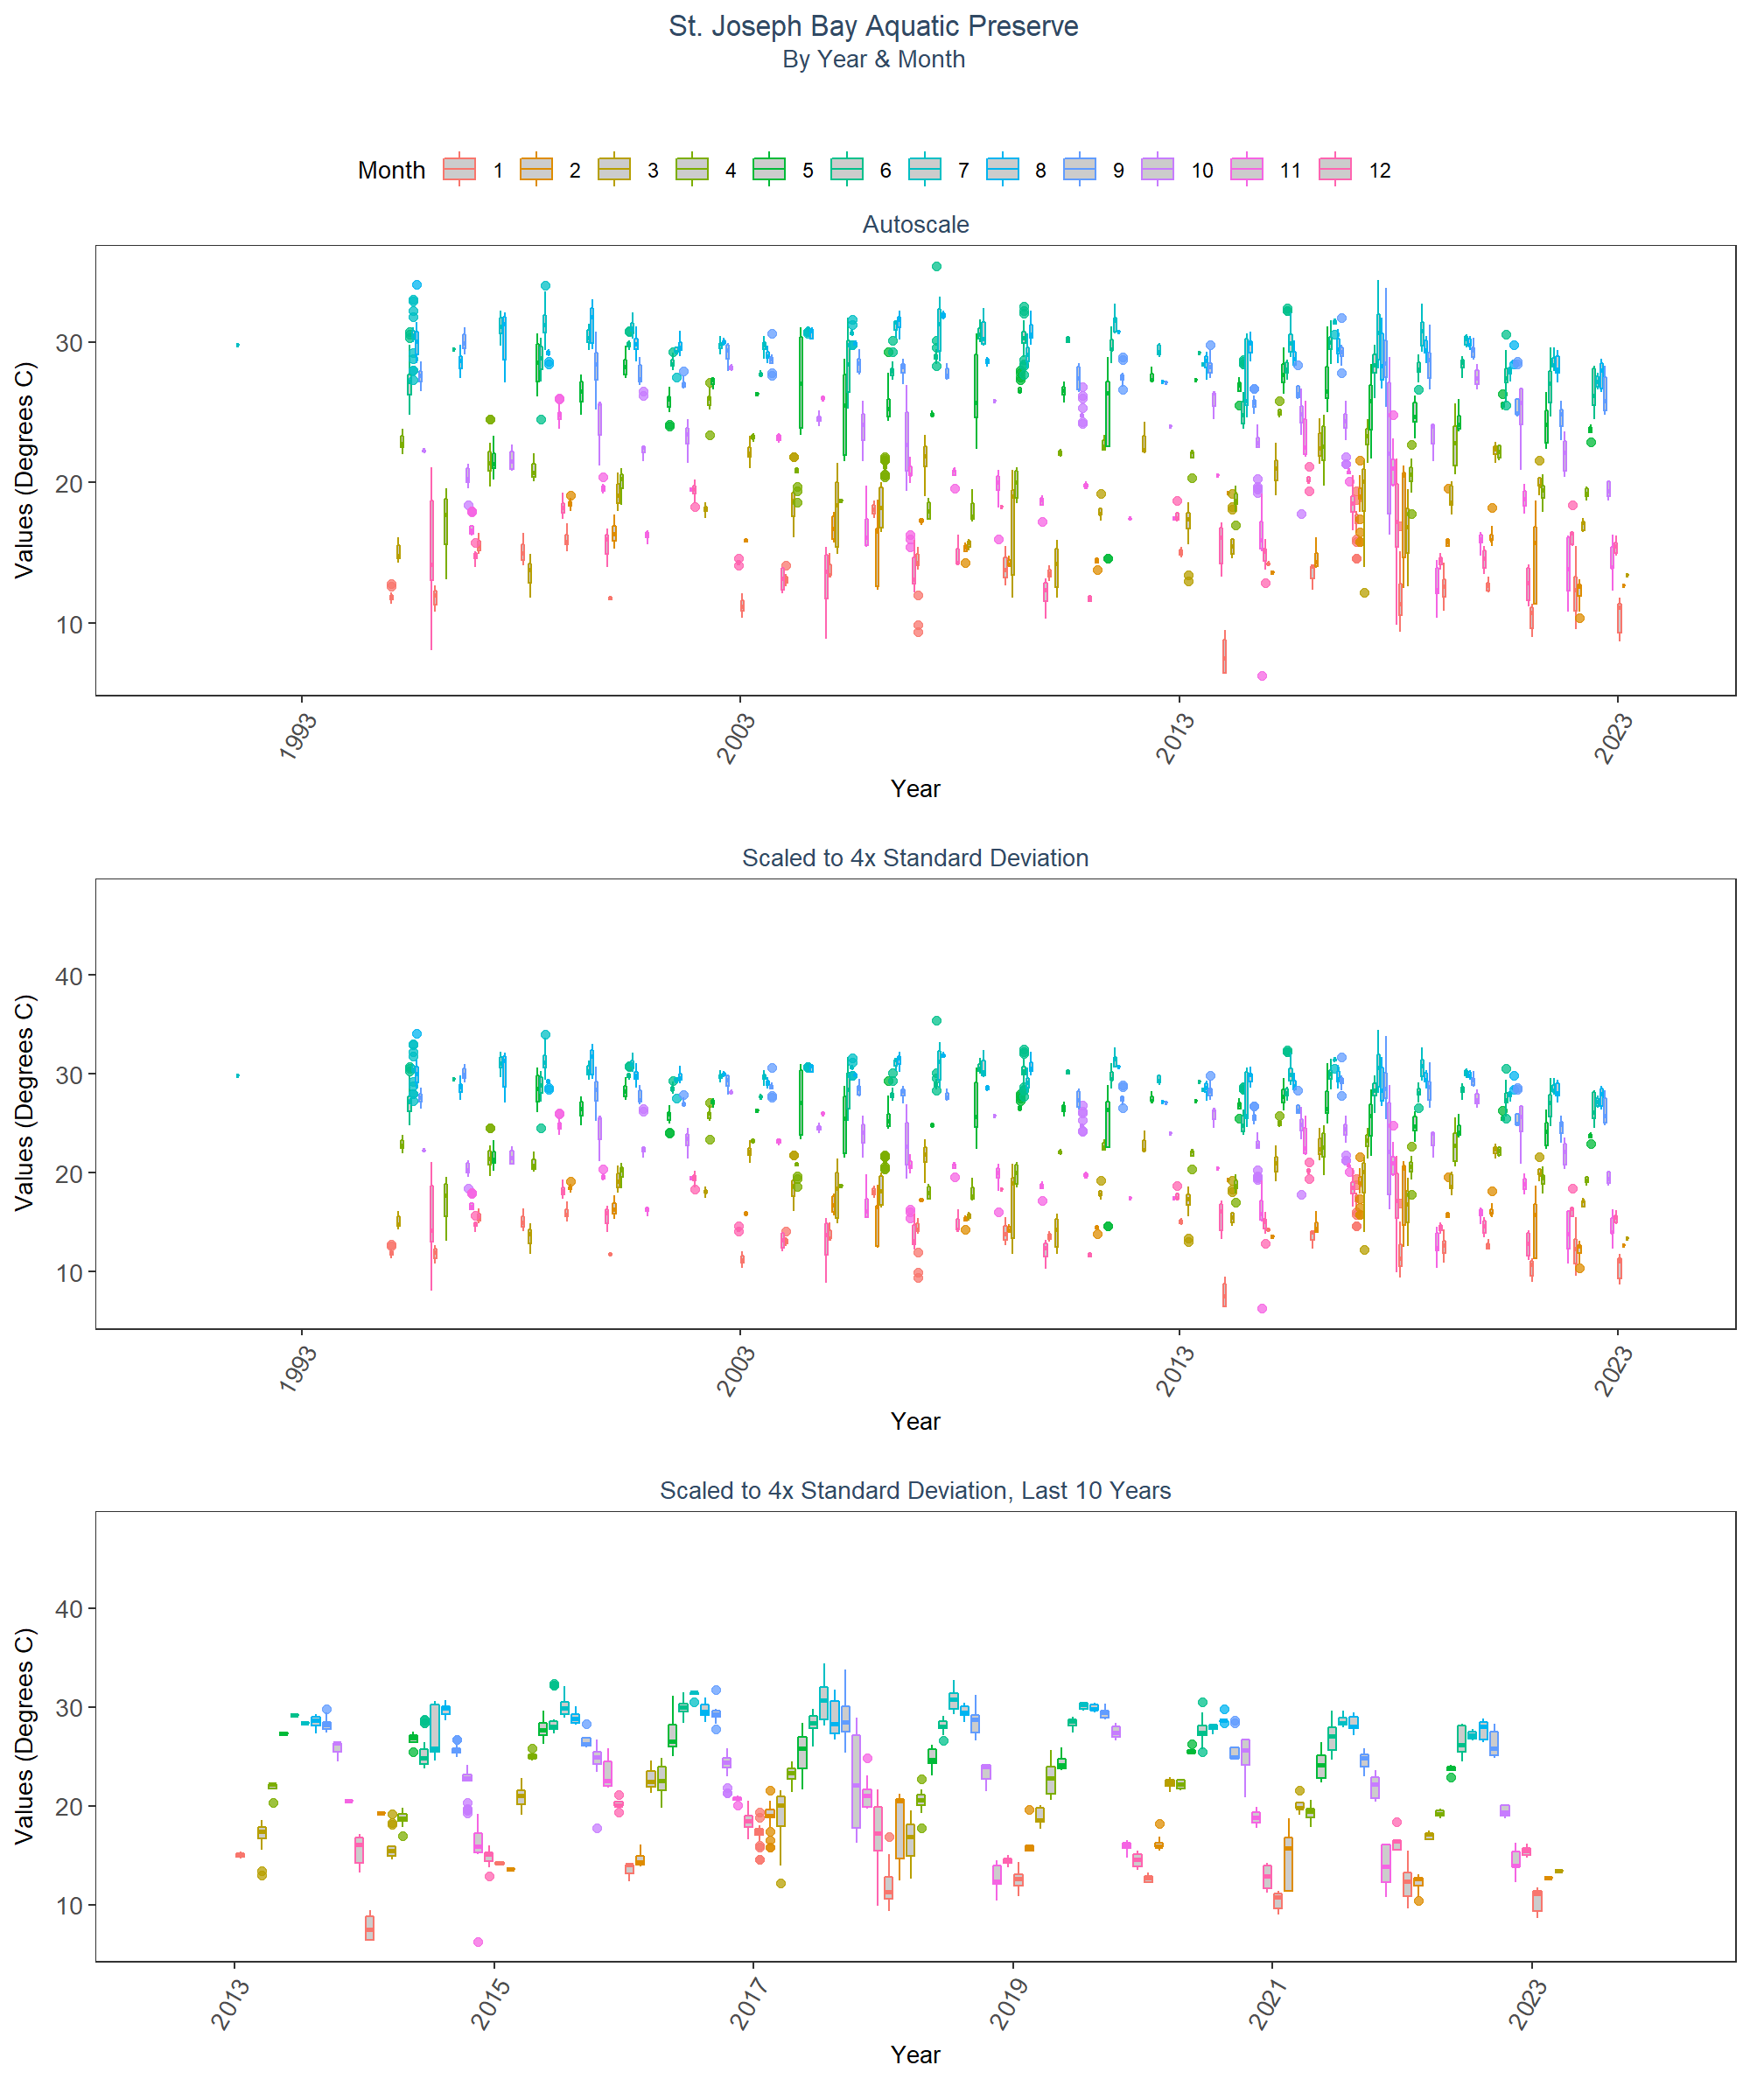 St. Joseph Bay Aquatic Preserve
By Year & Month
Month 1 2 3 4 5 6 7 8 9 10 11 12
Autoscale
Values (Degrees C)
30
20
10
1993 2003 2013 2023
Year
Scaled to 4x Standard Deviation
Values (Degrees C)
40
30
20
10
1993 2003 2013 2023
Year
Scaled to 4x Standard Deviation, Last 10 Years
Values (Degrees C)
40
30
20
10
2013 2015 2017 2019 2021 2023
Year